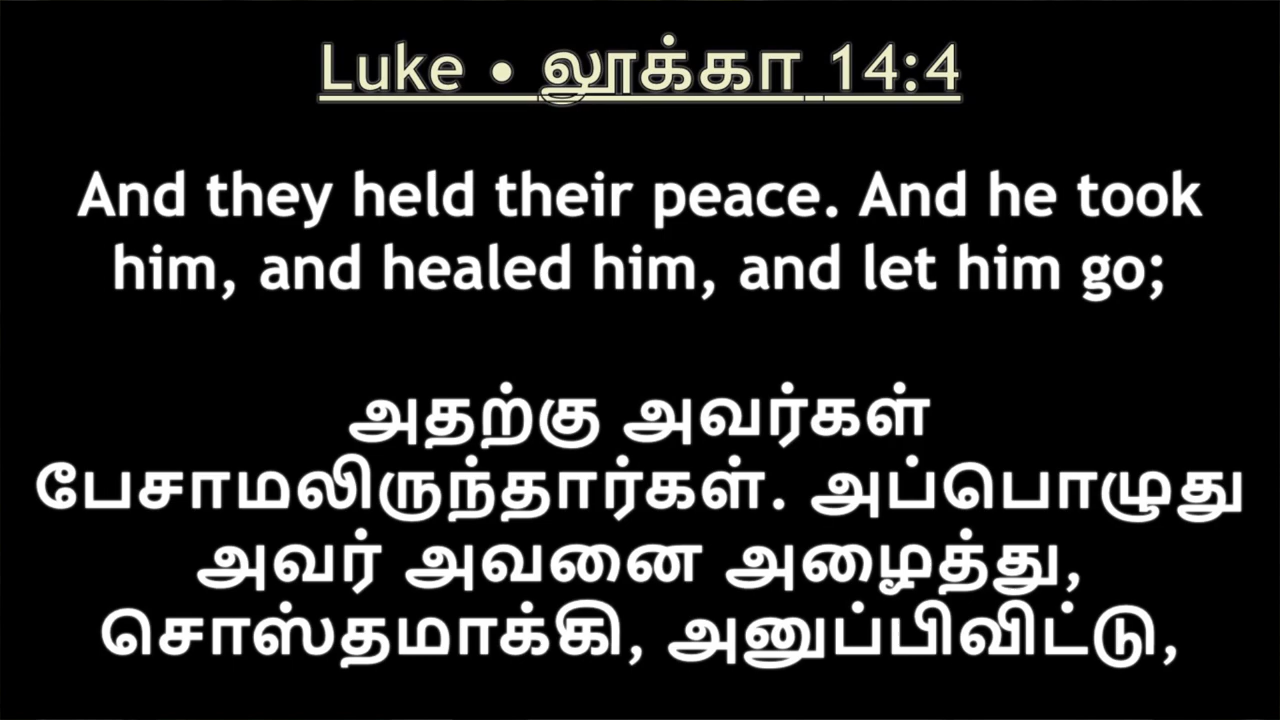 Luke • லூக்கா 14:4
And they held their peace. And he took
him, and healed him, and let him go;
அதற்கு அவர்கள்
பேசாமலிருந்தார்கள். அப்பொழுது
அவர் அவனை அழைத்து,
சொஸ்தமாக்கி, அனுப்பிவிட்டு,